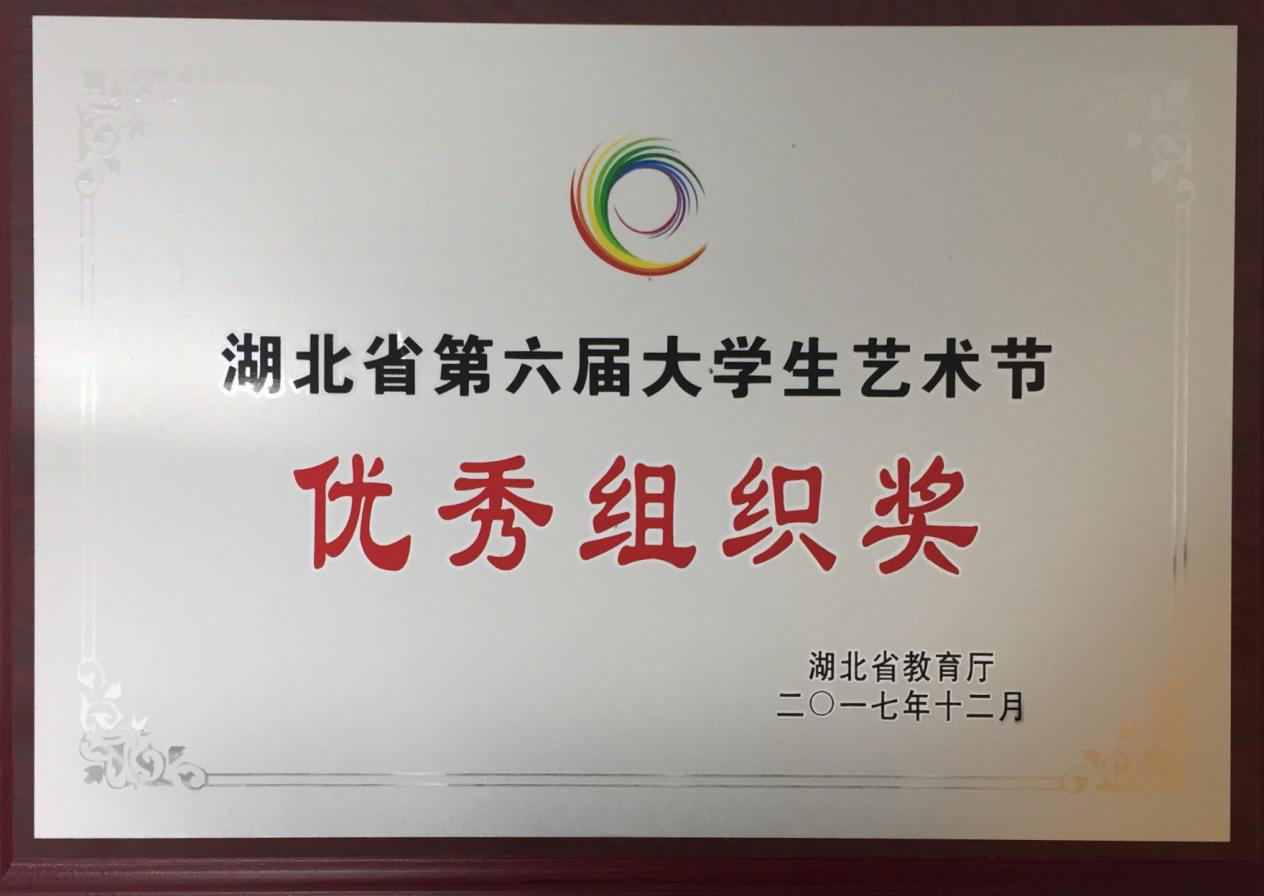 湖北省第六届大学生艺术节
优秀组织奖
湖北省教育厅
二〇一七年十二月